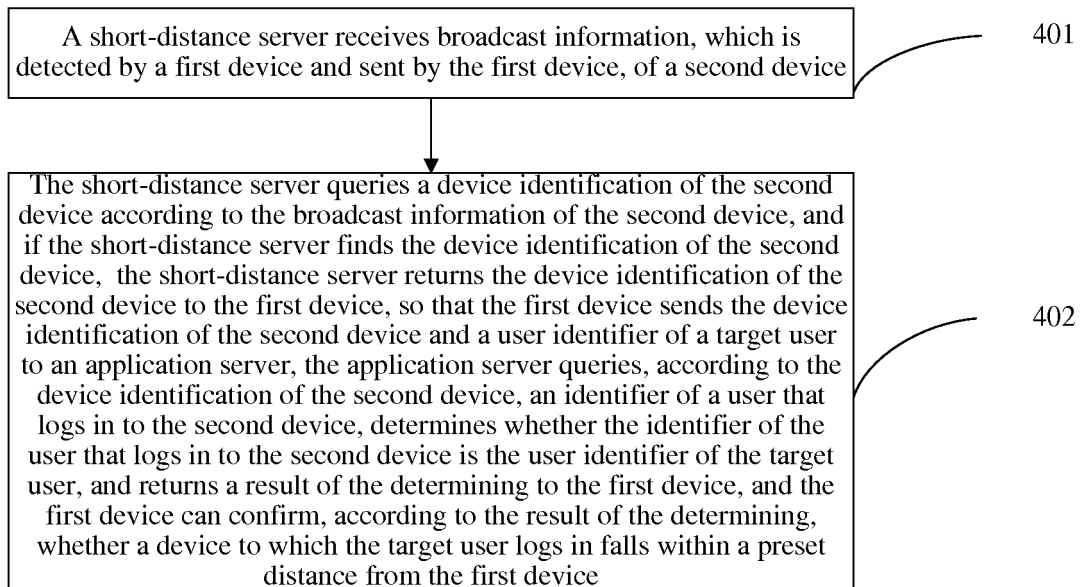 A short-distance server receives broadcast information, which is
detected by a first device and sent by the first device, of a second device
401
The short-distance server queries a device identification of the second
device according to the broadcast information of the second device, and
if the short-distance server finds the device identification of the second
device, the short-distance server returns the device identification of the
second device to the first device, so that the first device sends the device
identification of the second device and a user identifier of a target user
to an application server, the application server queries, according to the
device identification of the second device, an identifier of a user that
logs in to the second device, determines whether the identifier of the
user that logs in to the second device is the user identifier of the target
user, and returns a result of the determining to the first device, and the
first device can confirm, according to the result of the determining,
whether a device to which the target user logs in falls within a preset
distance from the first device
402